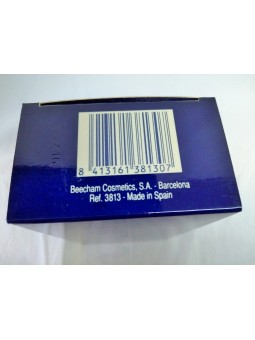 8 413161 381307
Beecham Cosmetics, S.A. - Barcelona
Ref. 3813 - Made in Spain